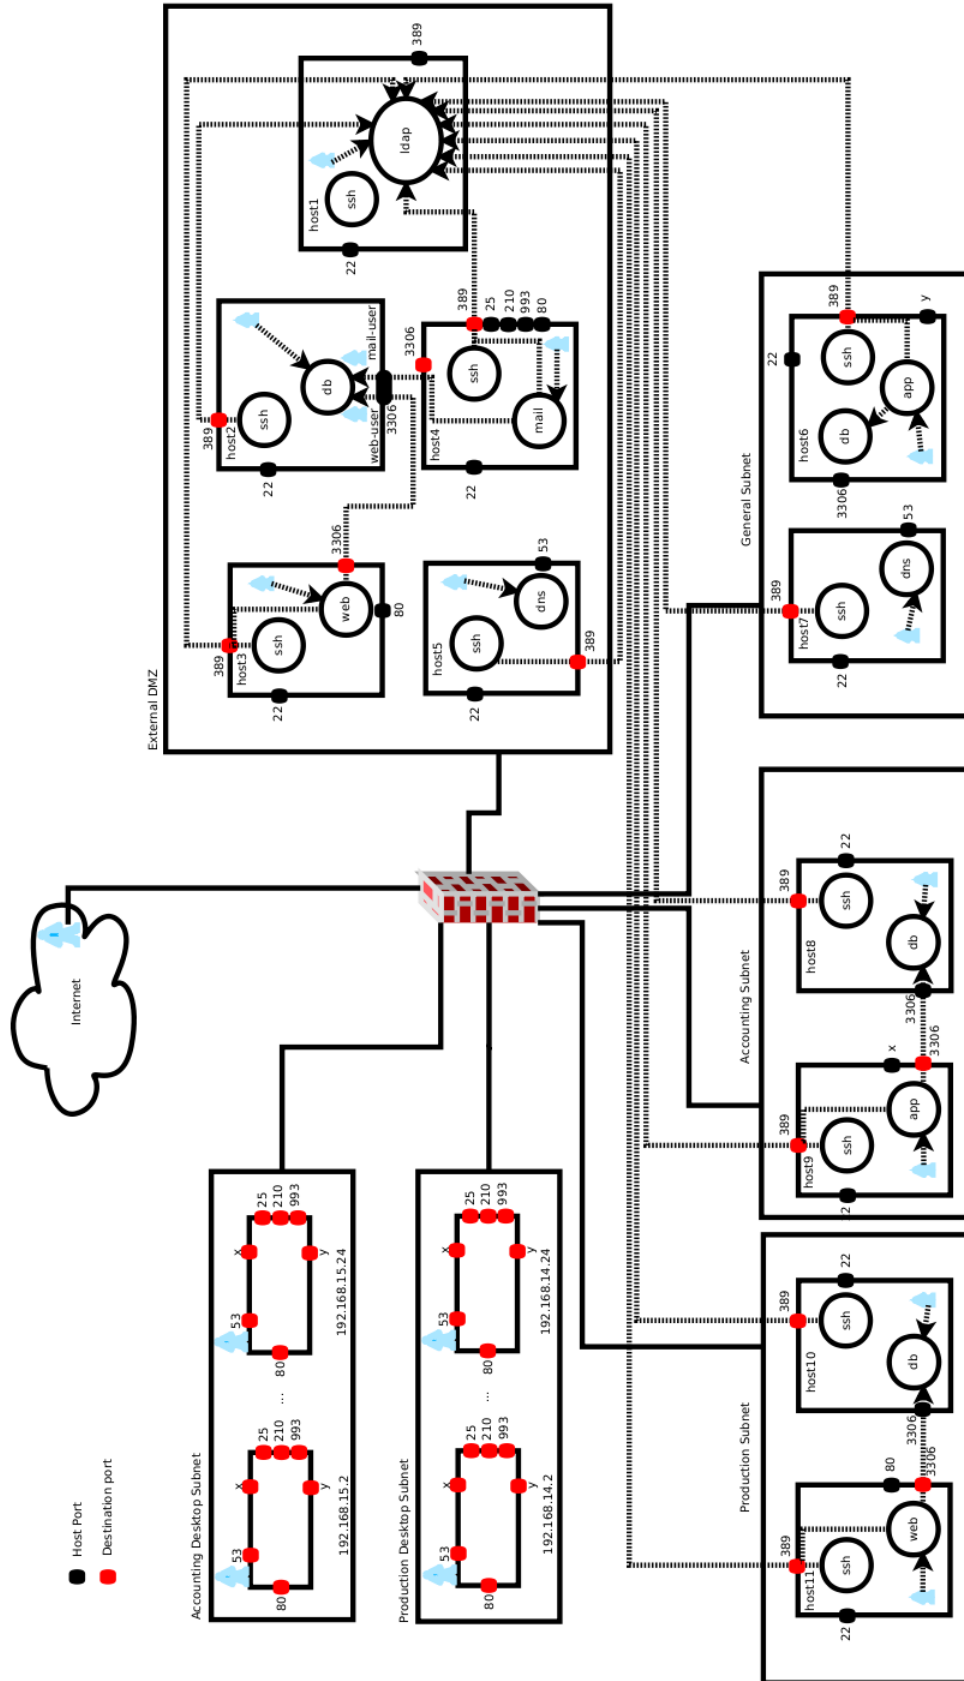 Host Port
Destination port
Internet
Accounting Desktop Subnet
53
x
25
210
993
80
y
192.168.15.2
...
53
x
25
210
993
80
y
192.168.15.24
Production Desktop Subnet
53
x
25
210
993
80
y
192.168.14.2
...
53
x
25
210
993
80
y
192.168.14.24
External DMZ
389
host3
ssh
web
22
3306
80
389
host2
ssh
db
22
web-user
mail-user
3306
host1
ssh
ldap
22
389
host5
ssh
dns
22
53
389
host4
ssh
mail
22
3306
389
25
210
993
80
Production Subnet
389
host11
ssh
web
22
80
3306
389
host10
ssh
db
22
3306
Accounting Subnet
389
host9
ssh
app
22
x
3306
389
host8
ssh
db
22
3306
General Subnet
389
host7
ssh
dns
22
53
22
host6
389
ssh
db
app
3306
y